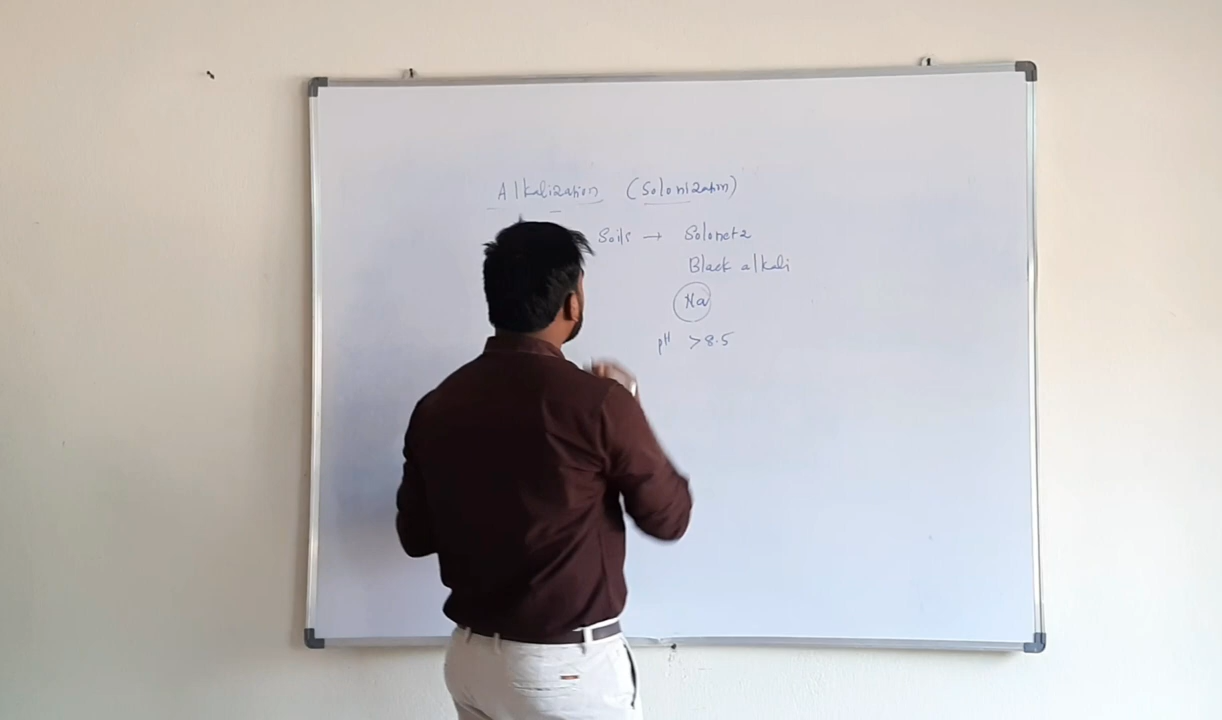 Alkalization (Solonization)
Soils → Solonetz
Black alkali
Na
pH >8.5